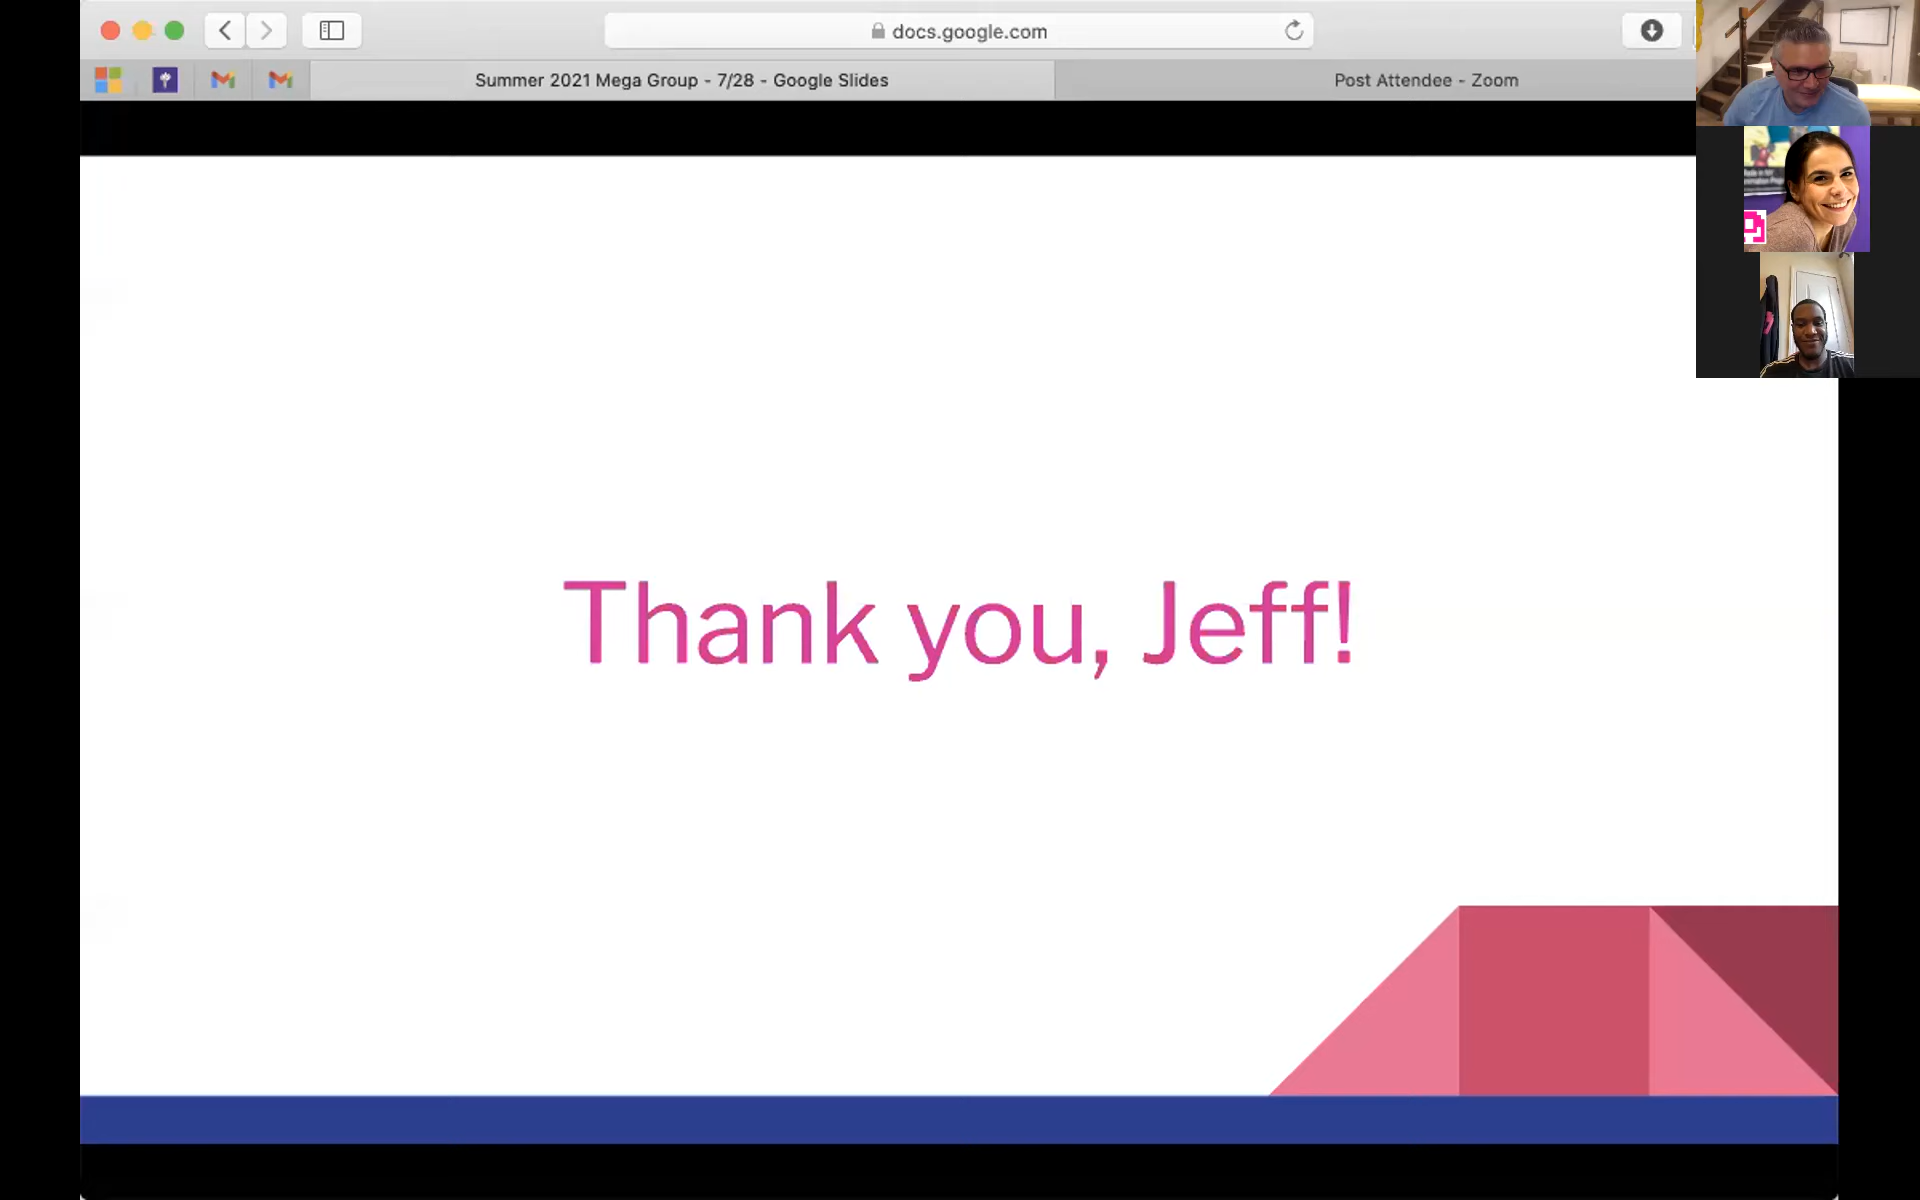 docs.google.com
Summer 2021 Mega Group - 7/28 - Google Slides
Post Attendee - Zoom
Thank you, Jeff!